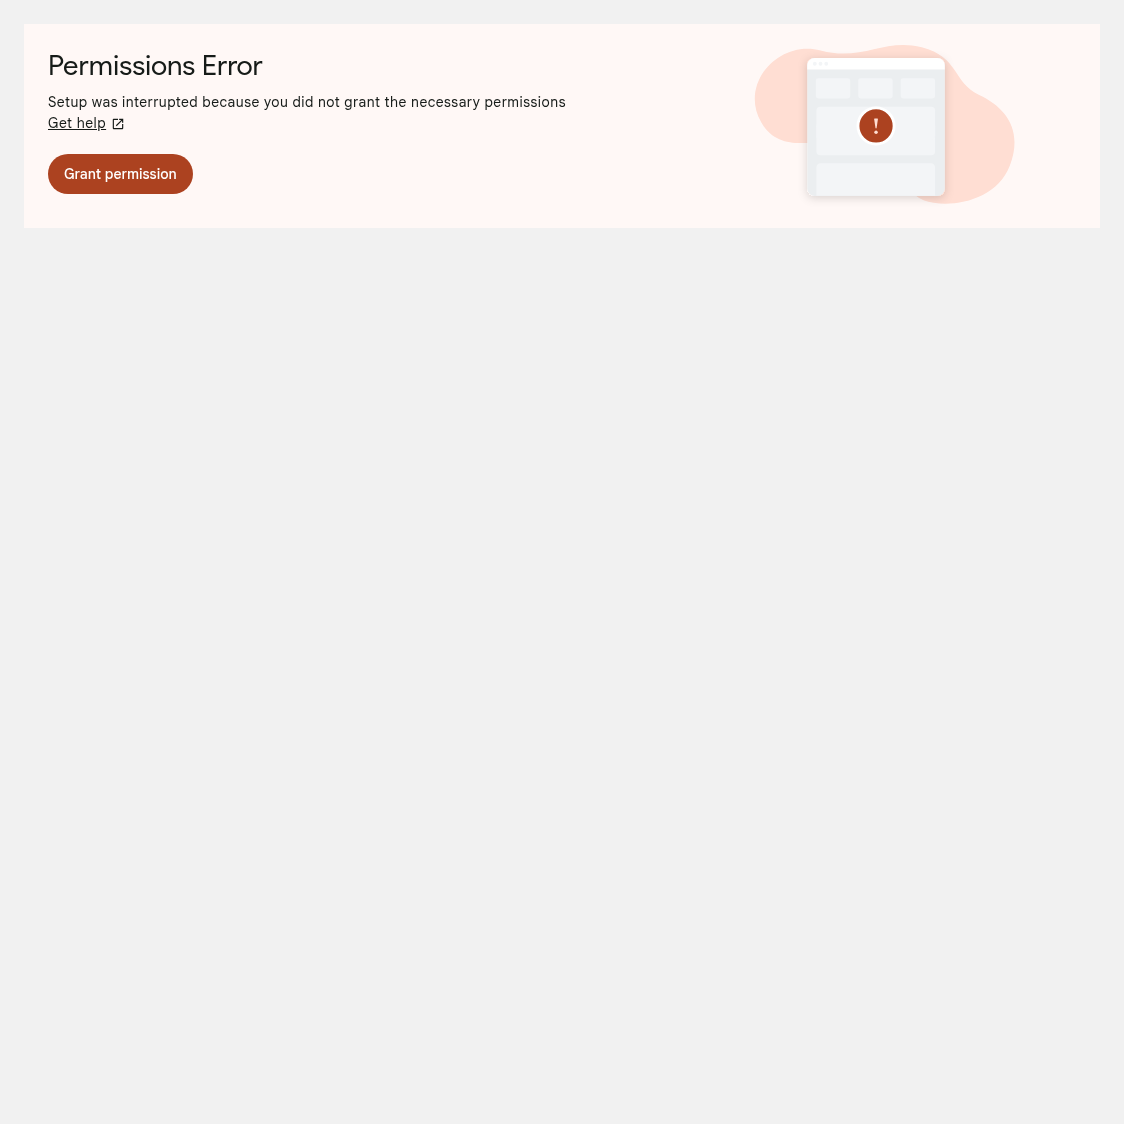 Permissions Error
Setup was interrupted because you did not grant the necessary permissions
Get help
Grant permission